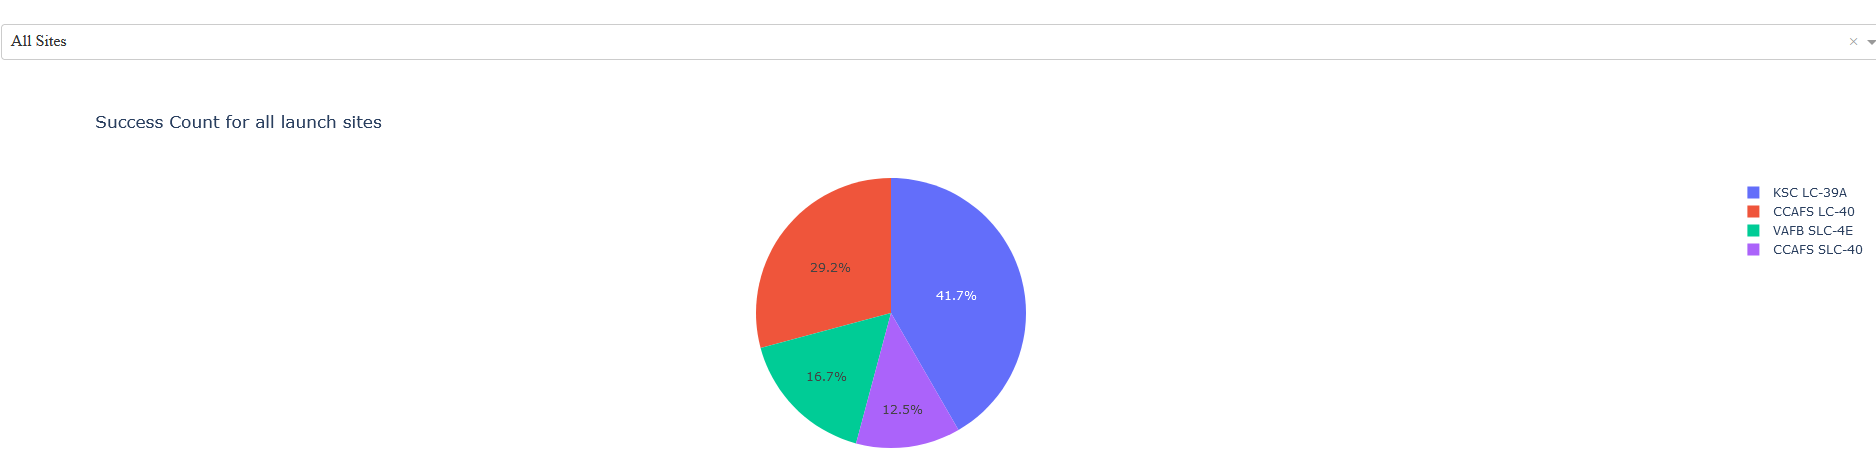 All Sites
Success Count for all launch sites
KSC LC-39A
CCAFS LC-40
VAFB SLC-4E
CCAFS SLC-40
29.2%
41.7%
16.7%
12.5%